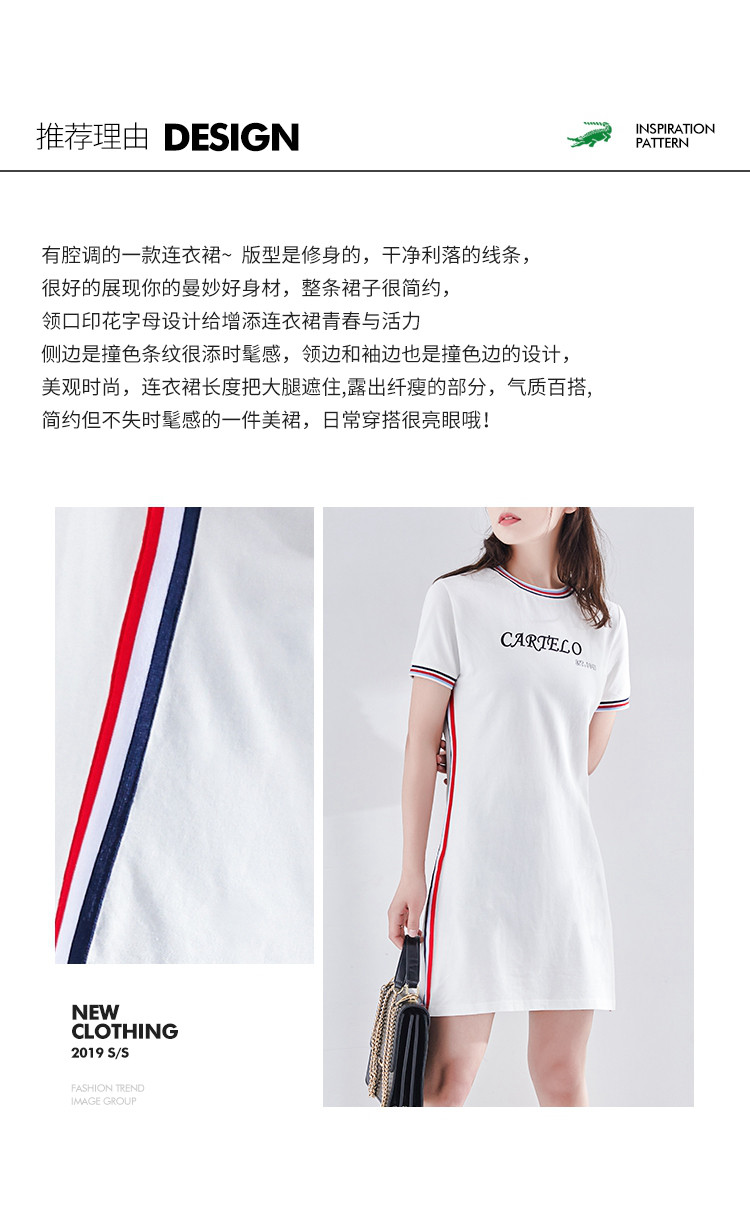 推荐理由 DESIGN
INSPIRATION
PATTERN
有腔调的一款连衣裙~ 版型是修身的，干净利落的线条，
很好的展现你的曼妙好身材，整条裙子很简约，
领口印花字母设计给增添连衣裙青春与活力
侧边是撞色条纹很添时髦感，领边和袖边也是撞色边的设计，
美观时尚，连衣裙长度把大腿遮住,露出纤瘦的部分，气质百搭,
简约但不失时髦感的一件美裙，日常穿搭很亮眼哦！
CARTELO
NEW
CLOTHING
2019 S/S
FASHION TREND
IMAGE GROUP